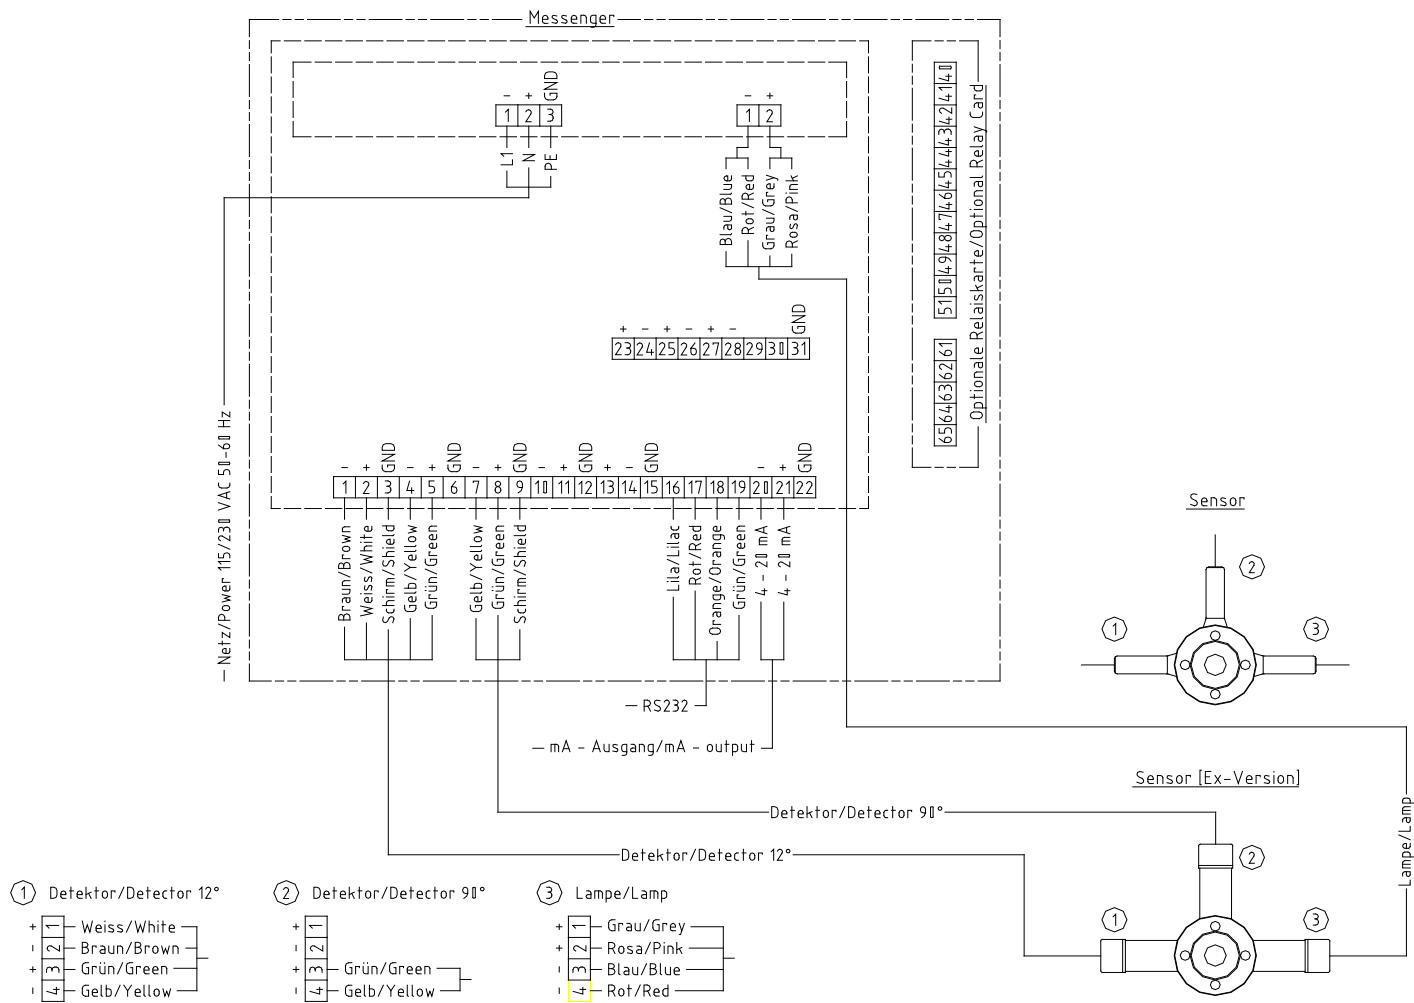 Messenger
- + GND
1 2 3
L1 N PE
- +
1 2
Blau/Blue
Rot/Red
Grau/Grey
Rosa/Pink
40 41 42 43 44 45 46 47 48 49 50 51
61 62 63 64 65
Optionale Relaiskarte/Optional Relay Card
Netz/Power 115/230 VAC 50-60 Hz
+ - + - + - GND
23 24 25 26 27 28 29 30 31
- + GND - + GND - + GND - + GND + - GND - + GND
1 2 3 4 5 6 7 8 9 10 11 12 13 14 15 16 17 18 19 20 21 22
Braun/Brown
Weiss/White
Schirm/Shield
Gelb/Yellow
Grün/Green
Gelb/Yellow
Grün/Green
Schirm/Shield
Lila/Lilac
Rot/Red
Orange/Orange
Grün/Green
4 - 20 mA
4 - 20 mA
RS232
mA - Ausgang/mA - output
Sensor
2
1
3
Sensor [Ex-Version]
Detektor/Detector 90°
Detektor/Detector 12°
Lampe/Lamp
2
1
3
1 Detektor/Detector 12°
+ 1 Weiss/White
- 2 Braun/Brown
+ 3 Grün/Green
- 4 Gelb/Yellow
2 Detektor/Detector 90°
+ 1
- 2
+ 3 Grün/Green
- 4 Gelb/Yellow
3 Lampe/Lamp
+ 1 Grau/Grey
+ 2 Rosa/Pink
- 3 Blau/Blue
- 4 Rot/Red